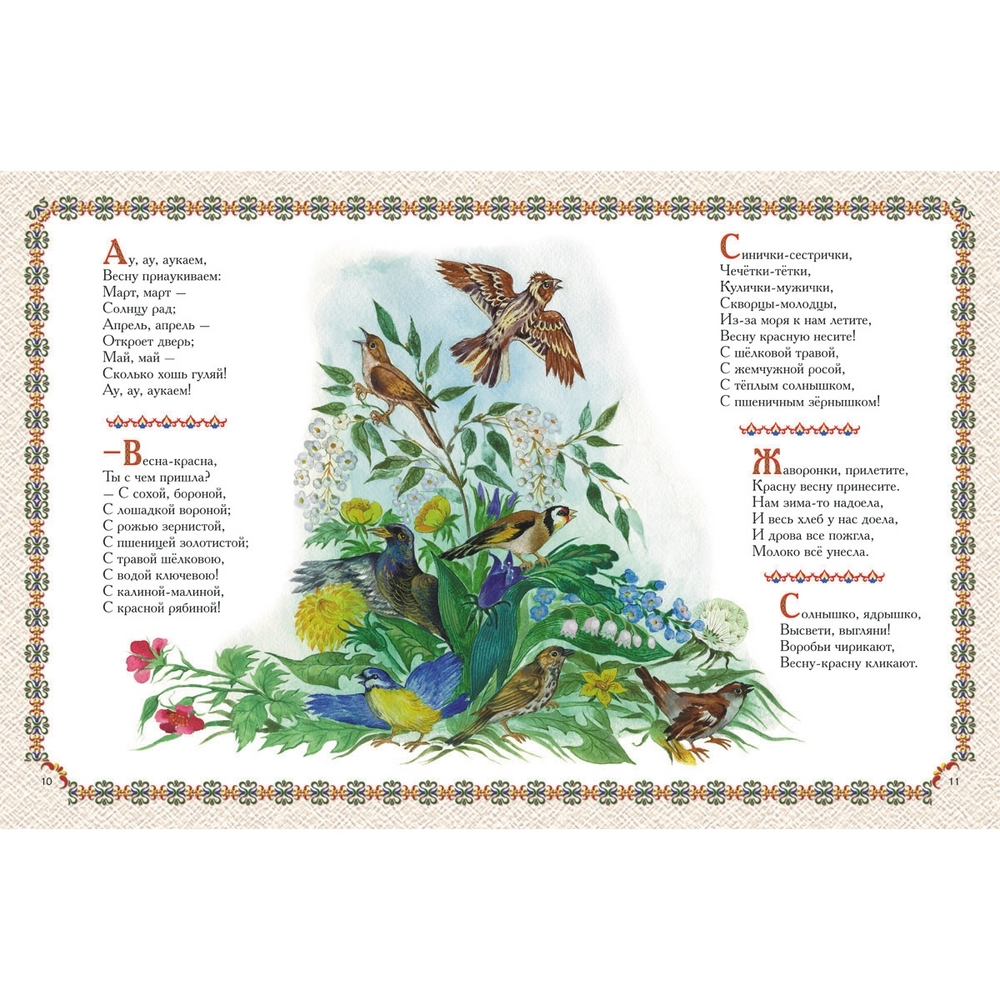 Ау, ау, аукаем,
Весну приаукиваем:
Март, март —
Солнцу рад;
Апрель, апрель —
Откроет дверь;
Май, май —
Сколько хошь гуляй!
Ау, ау, аукаем!
— Весна-красна,
Ты с чем пришла?
— С сохой, бороной,
С лошадкой вороной;
С рожью зернистой,
С пшеницей золотистой;
С травой шёлковою,
С водой ключевою!
С калиной-малиной,
С красной рябиной!
10
Синички-сестрички,
Чечётки-тётки,
Кулички-мужички,
Скворцы-молодцы,
Из-за моря к нам летите,
Весну красную несите!
С шёлковой травой,
С жемчужной росой,
С тёплым солнышком,
С пшеничным зёрнышком!
Жаворонки, прилетите,
Красну весну принесите.
Нам зима-то надоела,
И весь хлеб у нас доела,
И дрова все пожгла,
Молоко всё унесла.
Солнышко, ядрышко,
Высвети, выгляни!
Воробьи чирикают,
Весну-красну кликают.
11